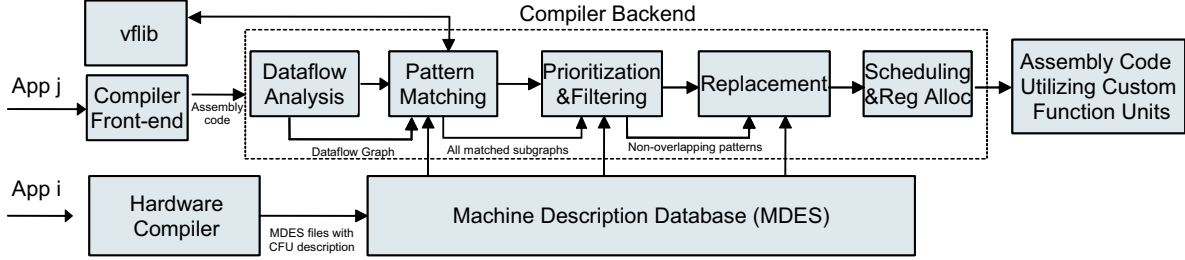 Compiler Backend
vflib
App j
Compiler
Front-end
Assembly
code
Dataflow
Analysis
Pattern
Matching
Prioritization
&Filtering
Replacement
Scheduling
&Reg Alloc
Assembly Code
Utilizing Custom
Function Units
Dataflow Graph
All matched subgraphs
Non-overlapping patterns
App i
Hardware
Compiler
MDES files with
CFU description
Machine Description Database (MDES)